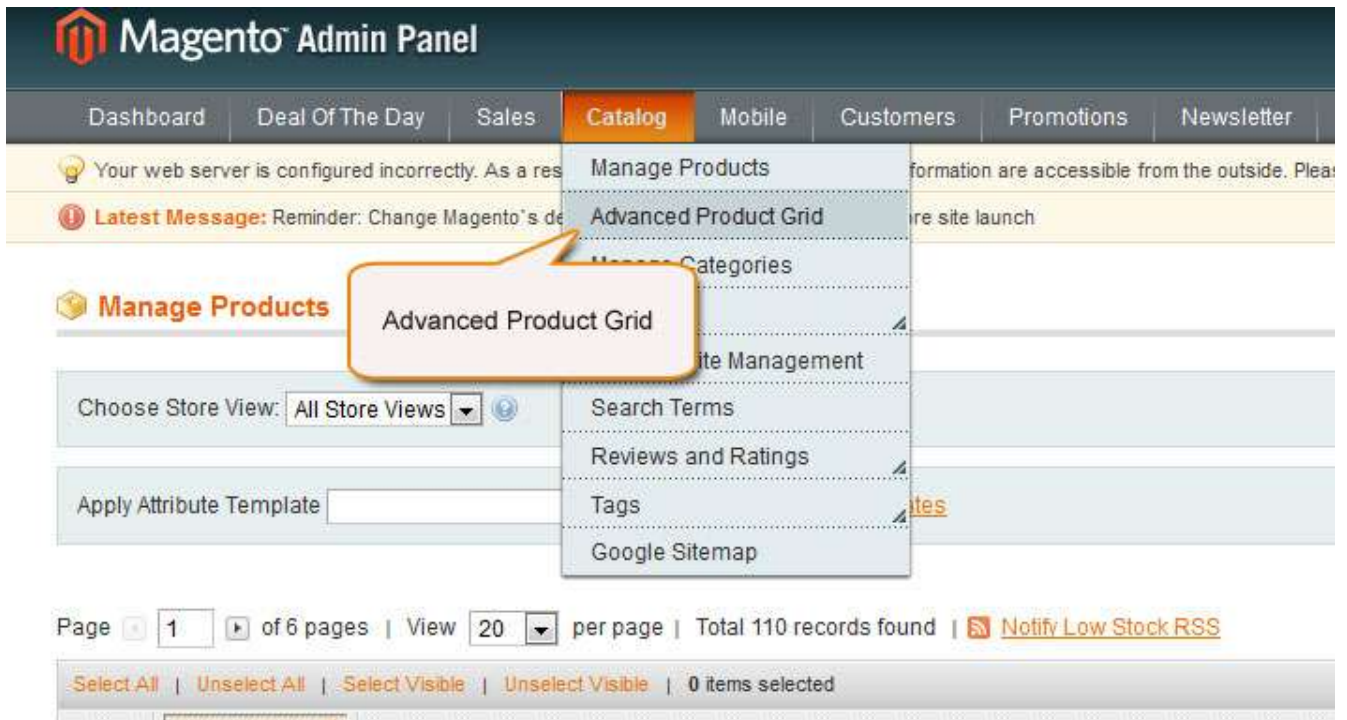 Magento™ Admin Panel
Dashboard Deal Of The Day Sales Catalog Mobile Customers Promotions Newsletter
Your web server is configured incorrectly. As a res formation are accessible from the outside. Plea
Latest Message: Reminder: Change Magento`s de re site launch
Manage Products
Advanced Product Grid
Categories
ite Management
Search Terms
Reviews and Ratings
Tags
Google Sitemap
Advanced Product Grid
Manage Products
Choose Store View: All Store Views
Apply Attribute Template ates
Page 1 of 6 pages | View 20 per page | Total 110 records found | Notify Low Stock RSS
Select All | Unselect All | Select Visible | Unselect Visible | 0 items selected